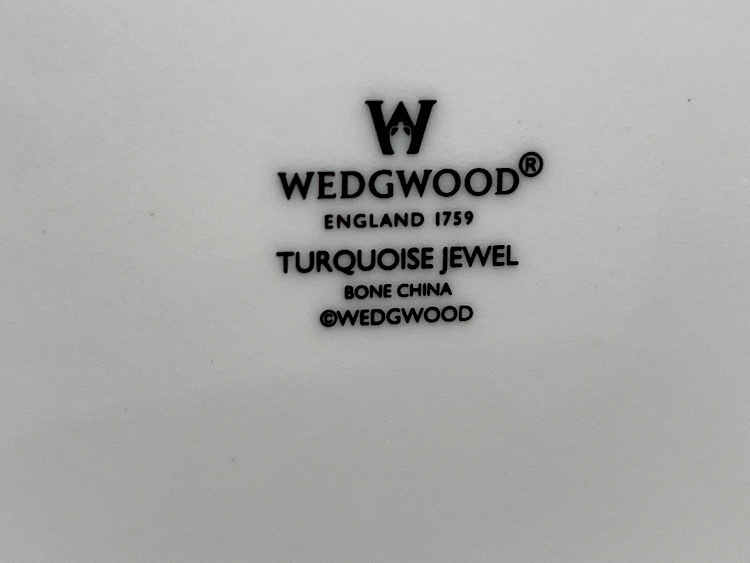 W
WEDGWOOD®
ENGLAND 1759
TURQUOISE JEWEL
BONE CHINA
©WEDGWOOD